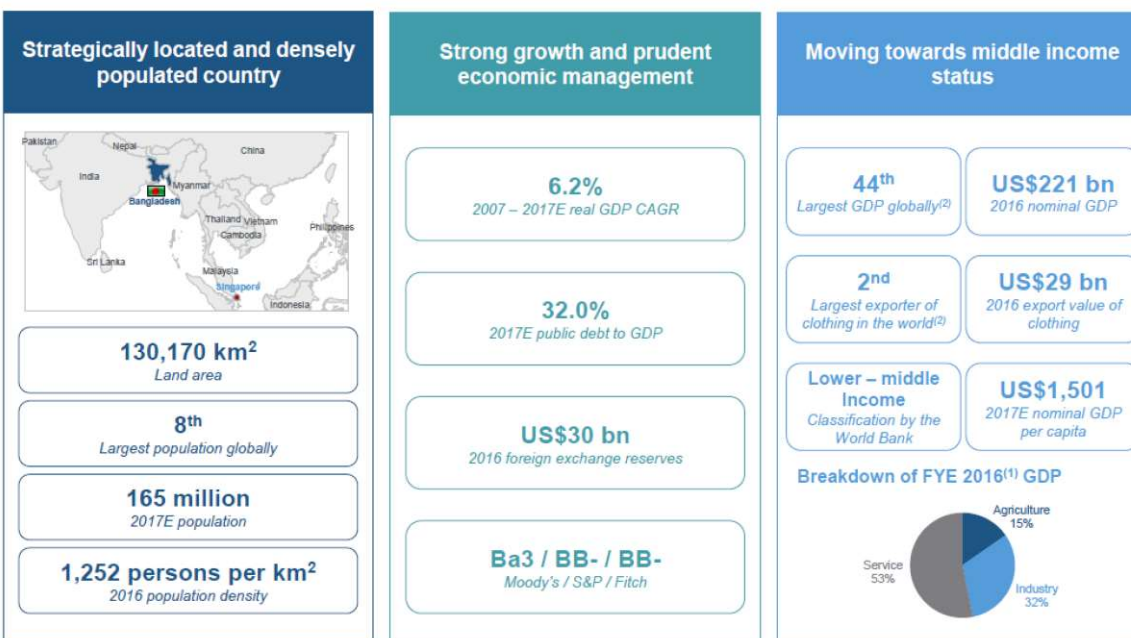 Strategically located and densely
populated country
Pakistan
Nepal
China
India
Myanmar
Bangladesh
Thailand
Vietnam
Cambodia
Philippines
Sri Lanka
Malaysia
Singapore
Indonesia
130,170 km²
Land area
8th
Largest population globally
165 million
2017E population
1,252 persons per km²
2016 population density
Strong growth and prudent
economic management
6.2%
2007 – 2017E real GDP CAGR
32.0%
2017E public debt to GDP
US$30 bn
2016 foreign exchange reserves
Ba3 / BB- / BB-
Moody's / S&P / Fitch
Moving towards middle income
status
44th
Largest GDP globally(2)
US$221 bn
2016 nominal GDP
2nd
Largest exporter of
clothing in the world(2)
US$29 bn
2016 export value of
clothing
Lower – middle
Income
Classification by the
World Bank
US$1,501
2017E nominal GDP
per capita
Breakdown of FYE 2016(1) GDP
Agriculture
15%
Service
53%
Industry
32%